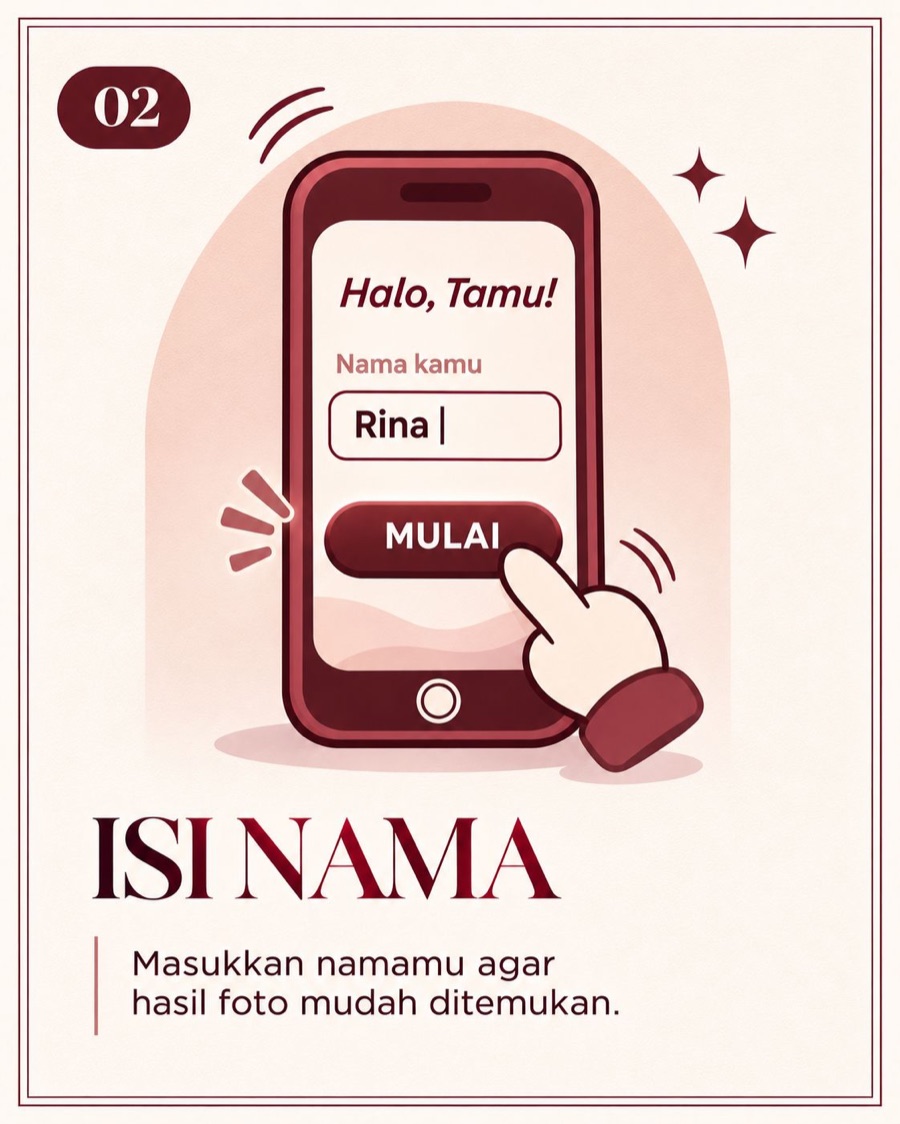 02
Halo, Tamu!
Nama kamu
Rina
MULAI
ISI NAMA
Masukkan namamu agar
hasil foto mudah ditemukan.